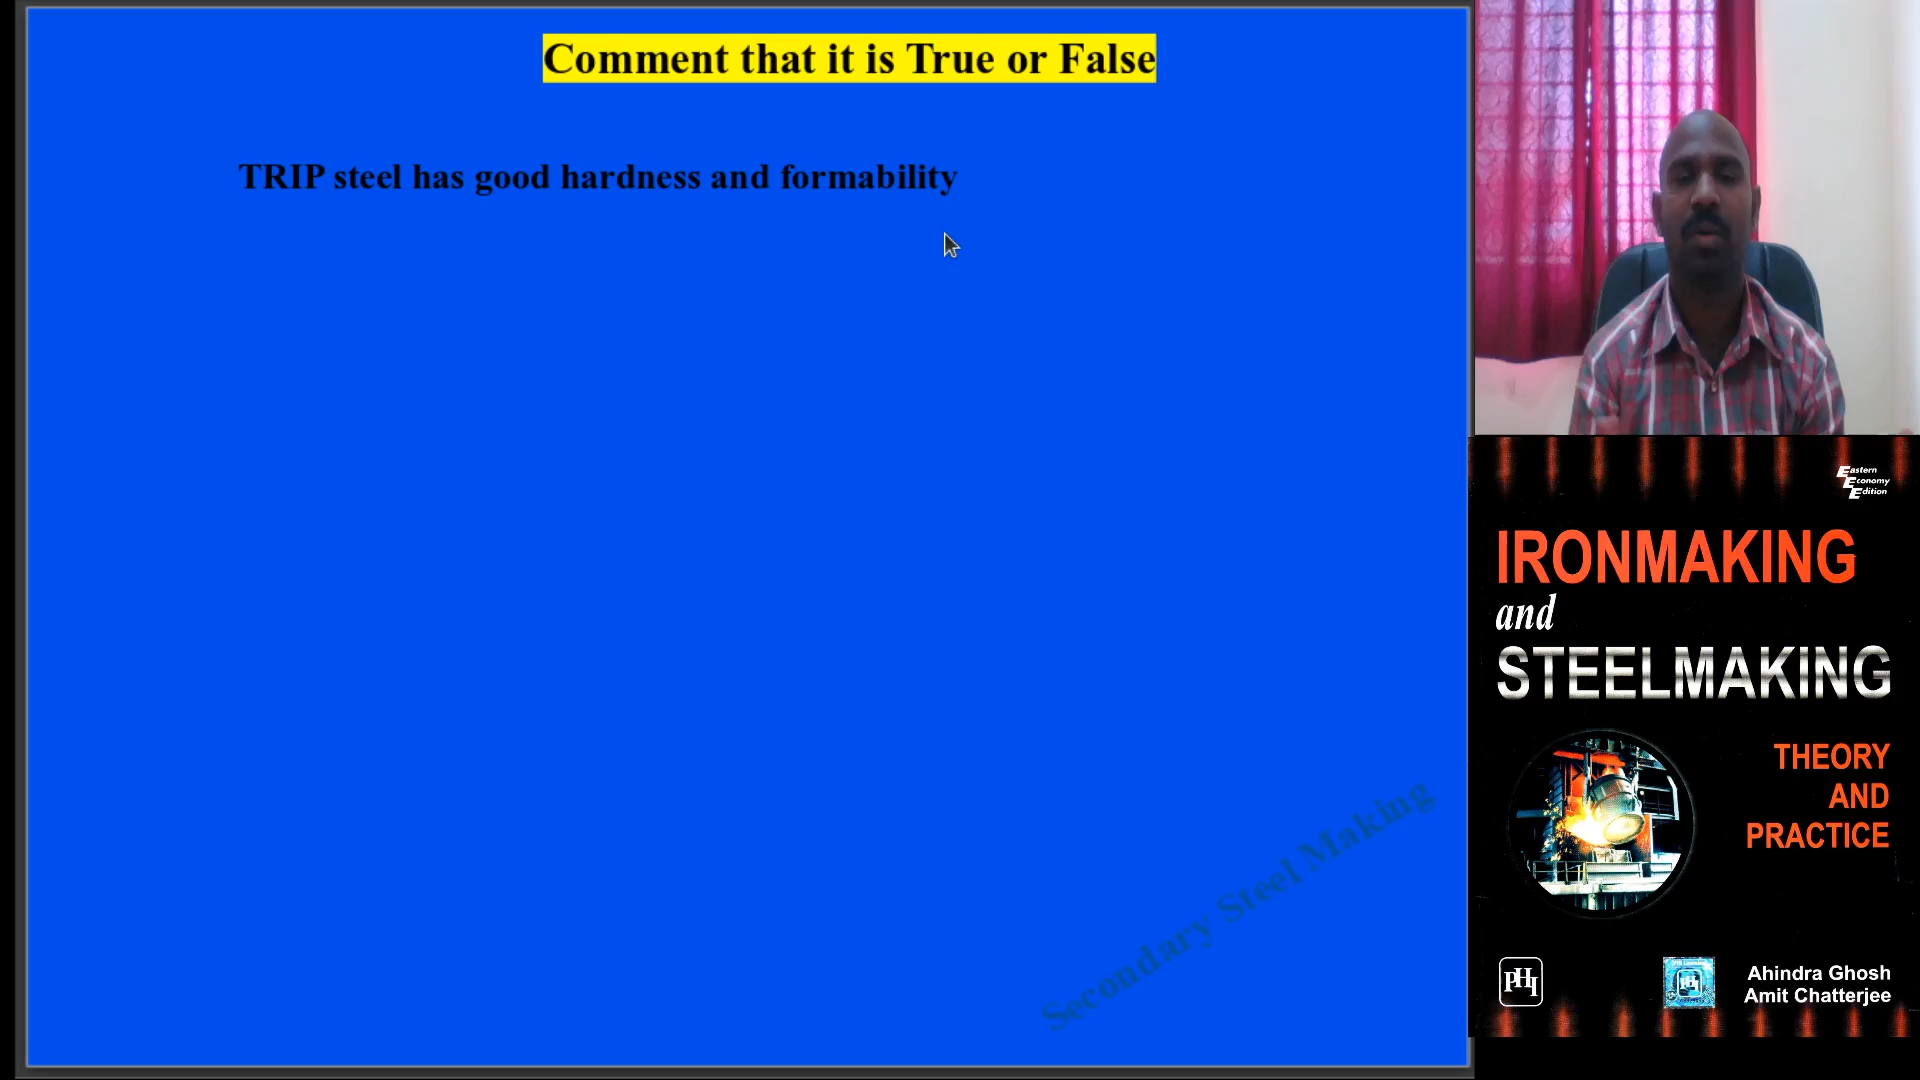 Comment that it is True or False
TRIP steel has good hardness and formability
Secondary Steel Making
Eastern
Economy
Edition
IRONMAKING
and
STEELMAKING
THEORY
AND
PRACTICE
PHI
Ahindra Ghosh
Amit Chatterjee